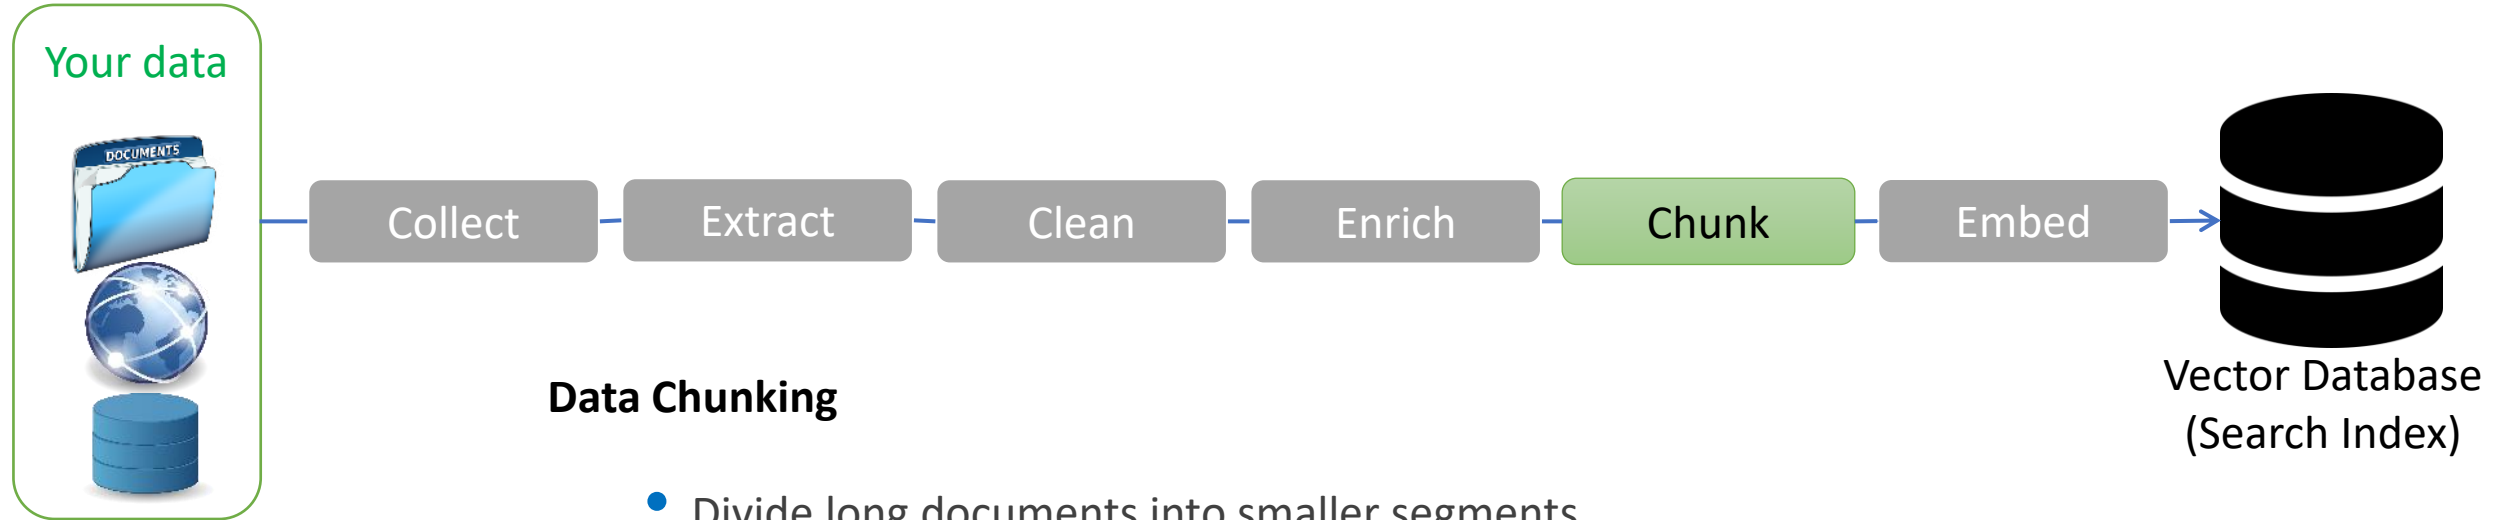 Your data
DOCUMENTS
Collect
Extract
Clean
Enrich
Chunk
Embed
Vector Database
(Search Index)
Data Chunking
Divide long documents into smaller segments